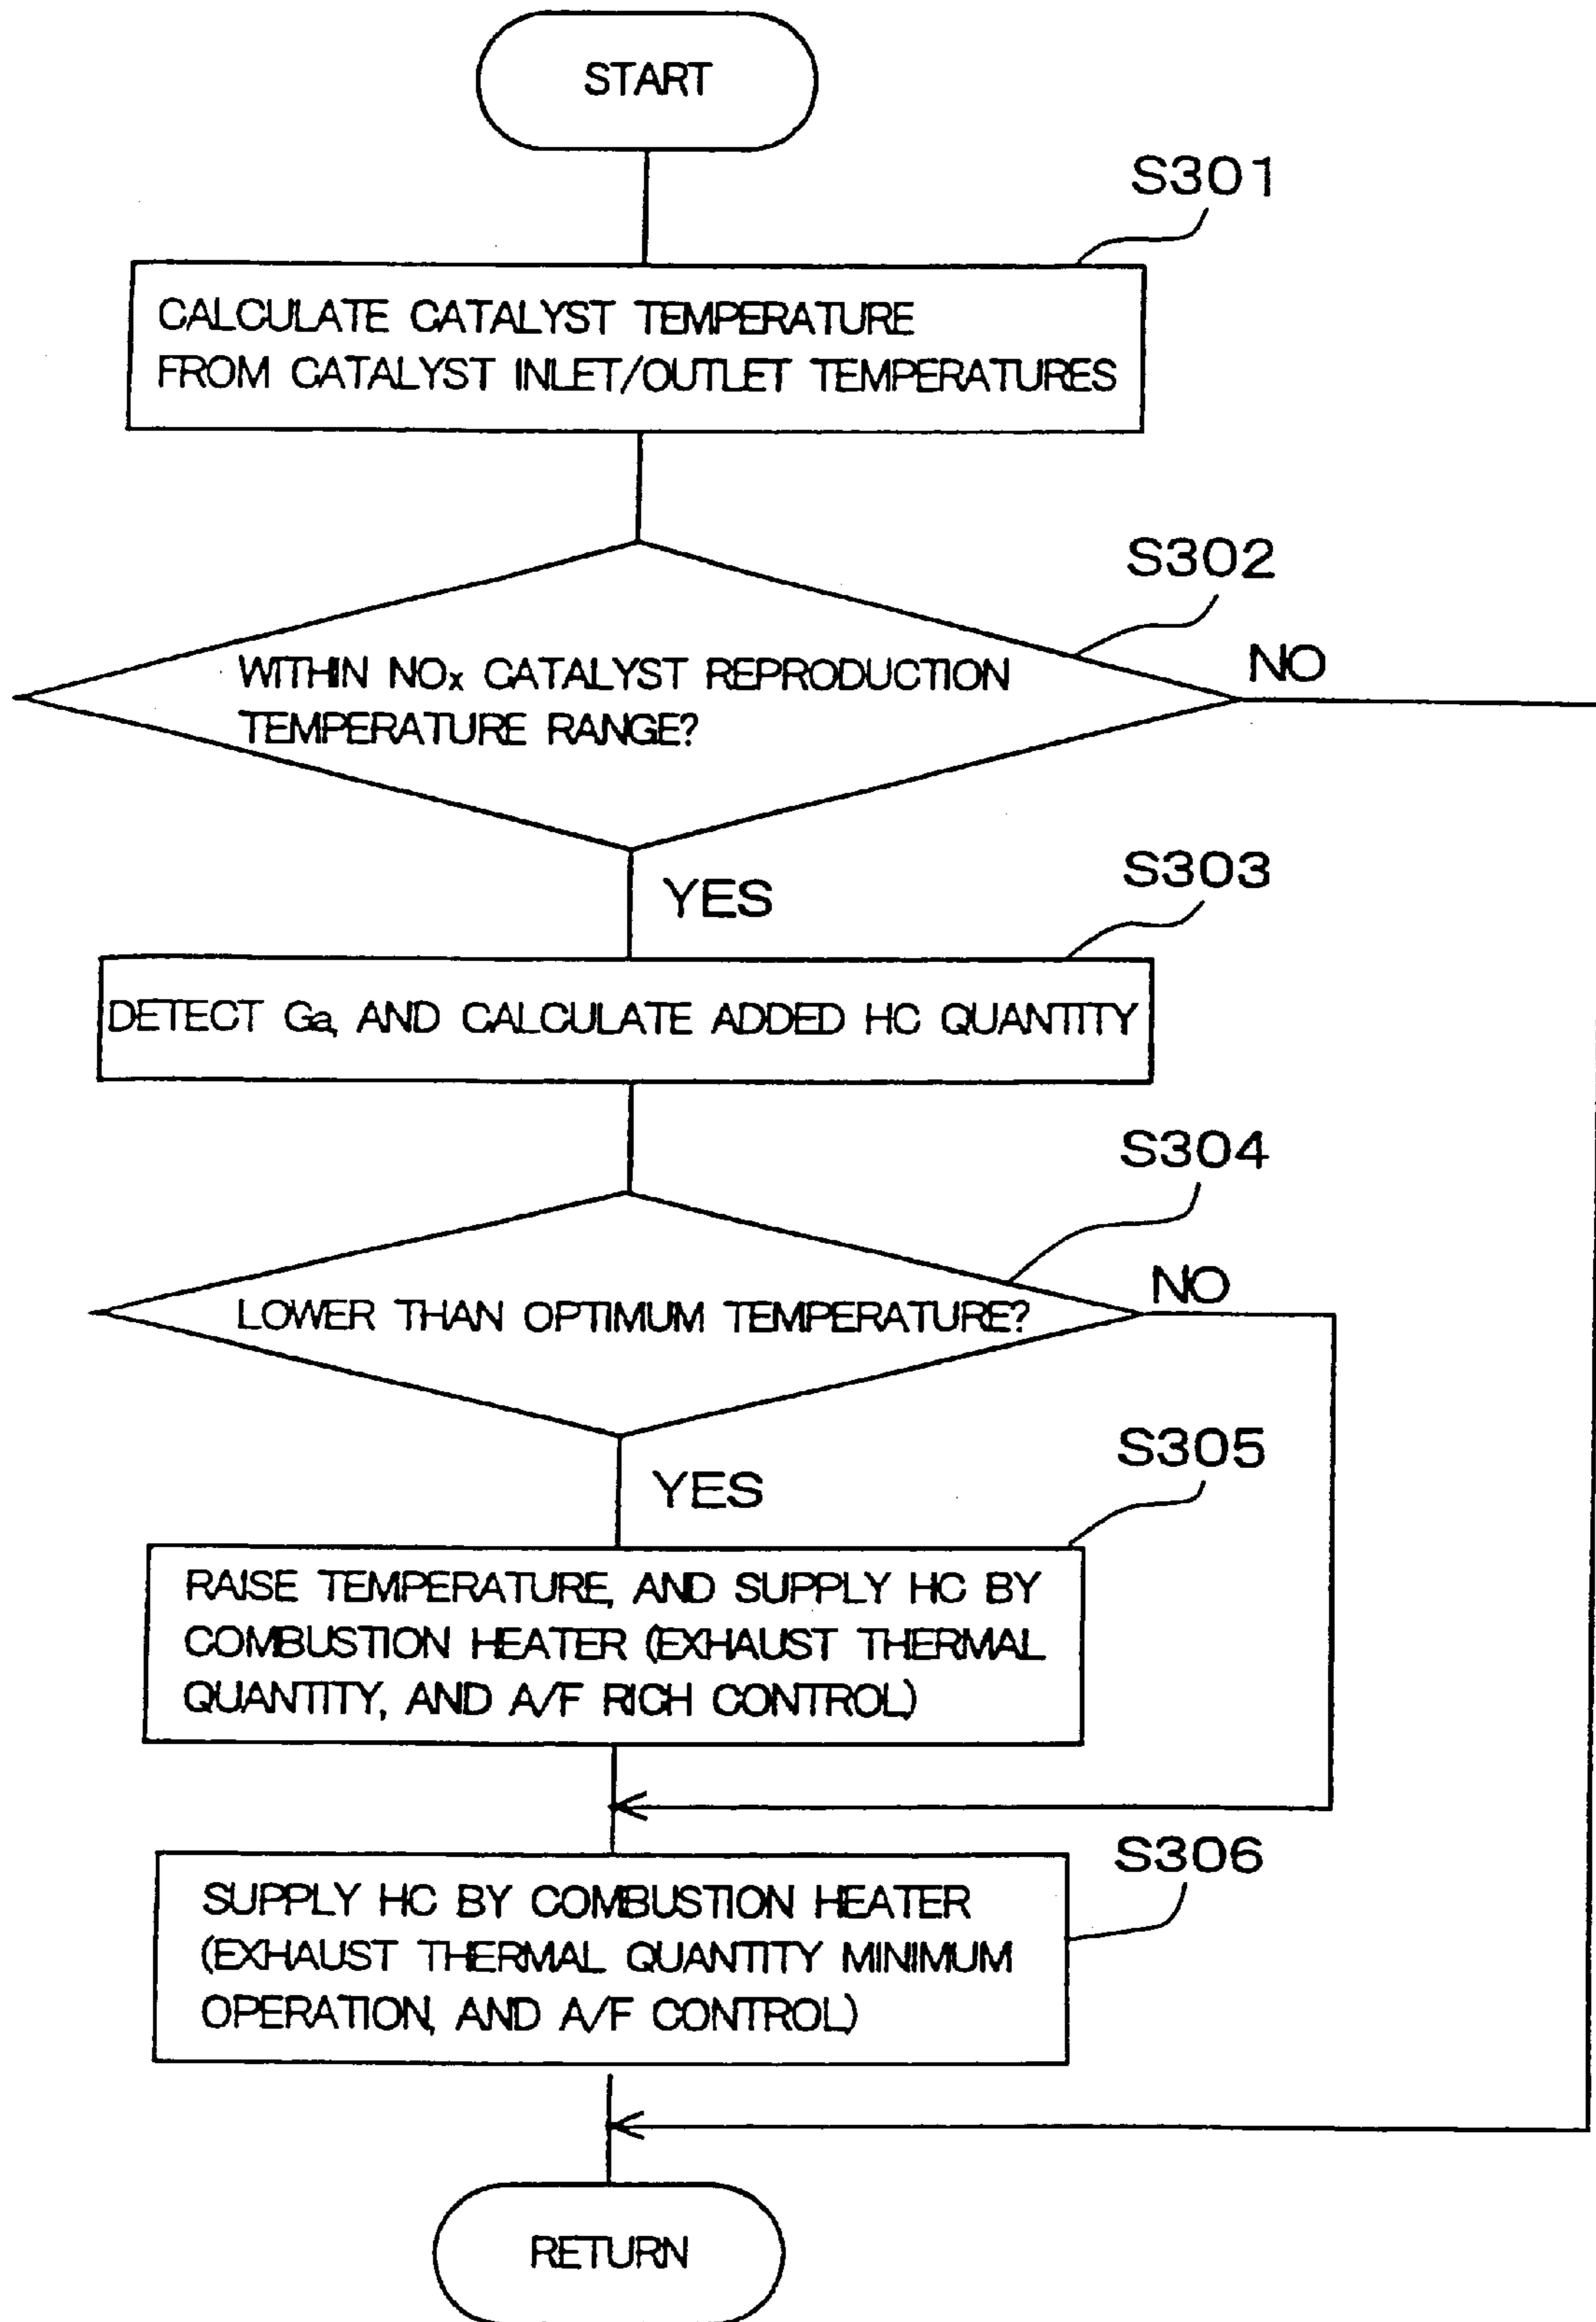 START
S301
CALCULATE CATALYST TEMPERATURE
FROM CATALYST INLET/OUTLET TEMPERATURES
S302
WITHIN NOx CATALYST REPRODUCTION
TEMPERATURE RANGE?
NO
YES
S303
DETECT Ga, AND CALCULATE ADDED HC QUANTITY
S304
LOWER THAN OPTIMUM TEMPERATURE?
NO
YES
S305
RAISE TEMPERATURE, AND SUPPLY HC BY
COMBUSTION HEATER (EXHAUST THERMAL
QUANTITY, AND A/F RICH CONTROL)
S306
SUPPLY HC BY COMBUSTION HEATER
(EXHAUST THERMAL QUANTITY MINIMUM
OPERATION, AND A/F CONTROL)
RETURN